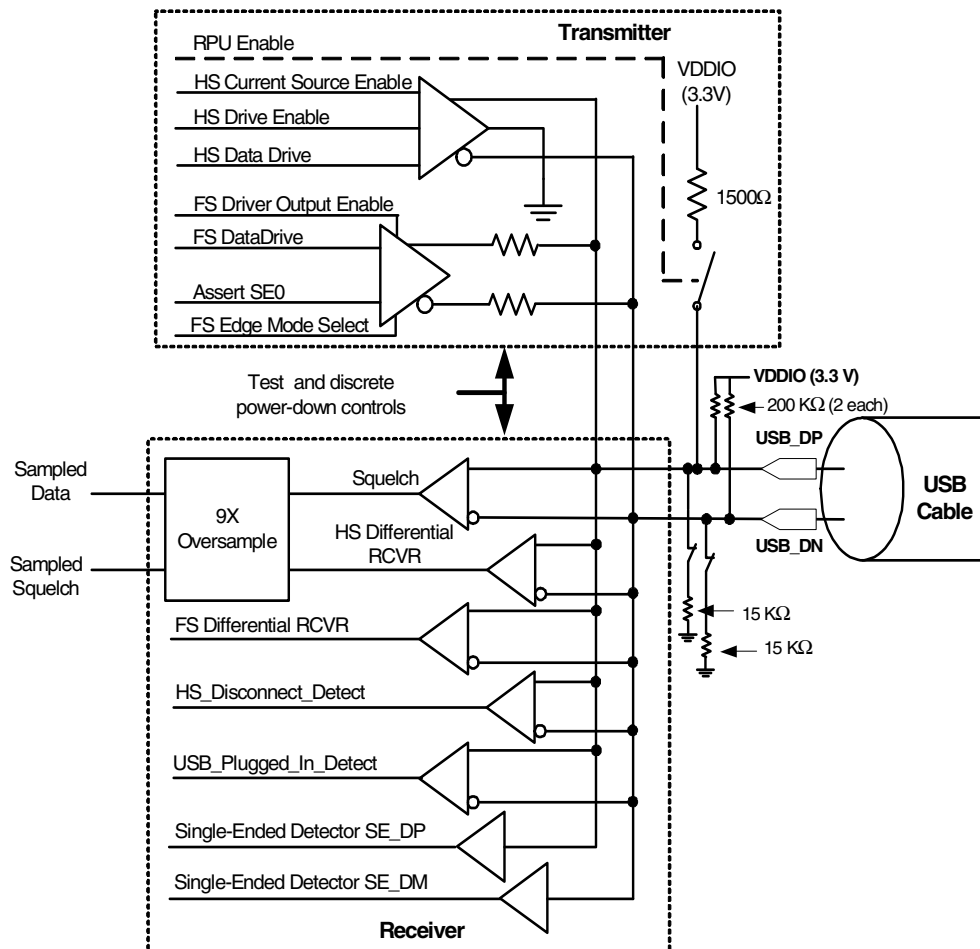 Transmitter
RPU Enable
VDDIO
(3.3V)
HS Current Source Enable
HS Drive Enable
HS Data Drive
1500Ω
FS Driver Output Enable
FS DataDrive
Assert SE0
FS Edge Mode Select
Test and discrete
power-down controls
VDDIO (3.3 V)
200 KΩ (2 each)
USB_DP
USB
Cable
USB_DN
Sampled
Data
Squelch
9X
Oversample
HS Differential
RCVR
Sampled
Squelch
15 KΩ
15 KΩ
FS Differential RCVR
HS_Disconnect_Detect
USB_Plugged_In_Detect
Single-Ended Detector SE_DP
Single-Ended Detector SE_DM
Receiver